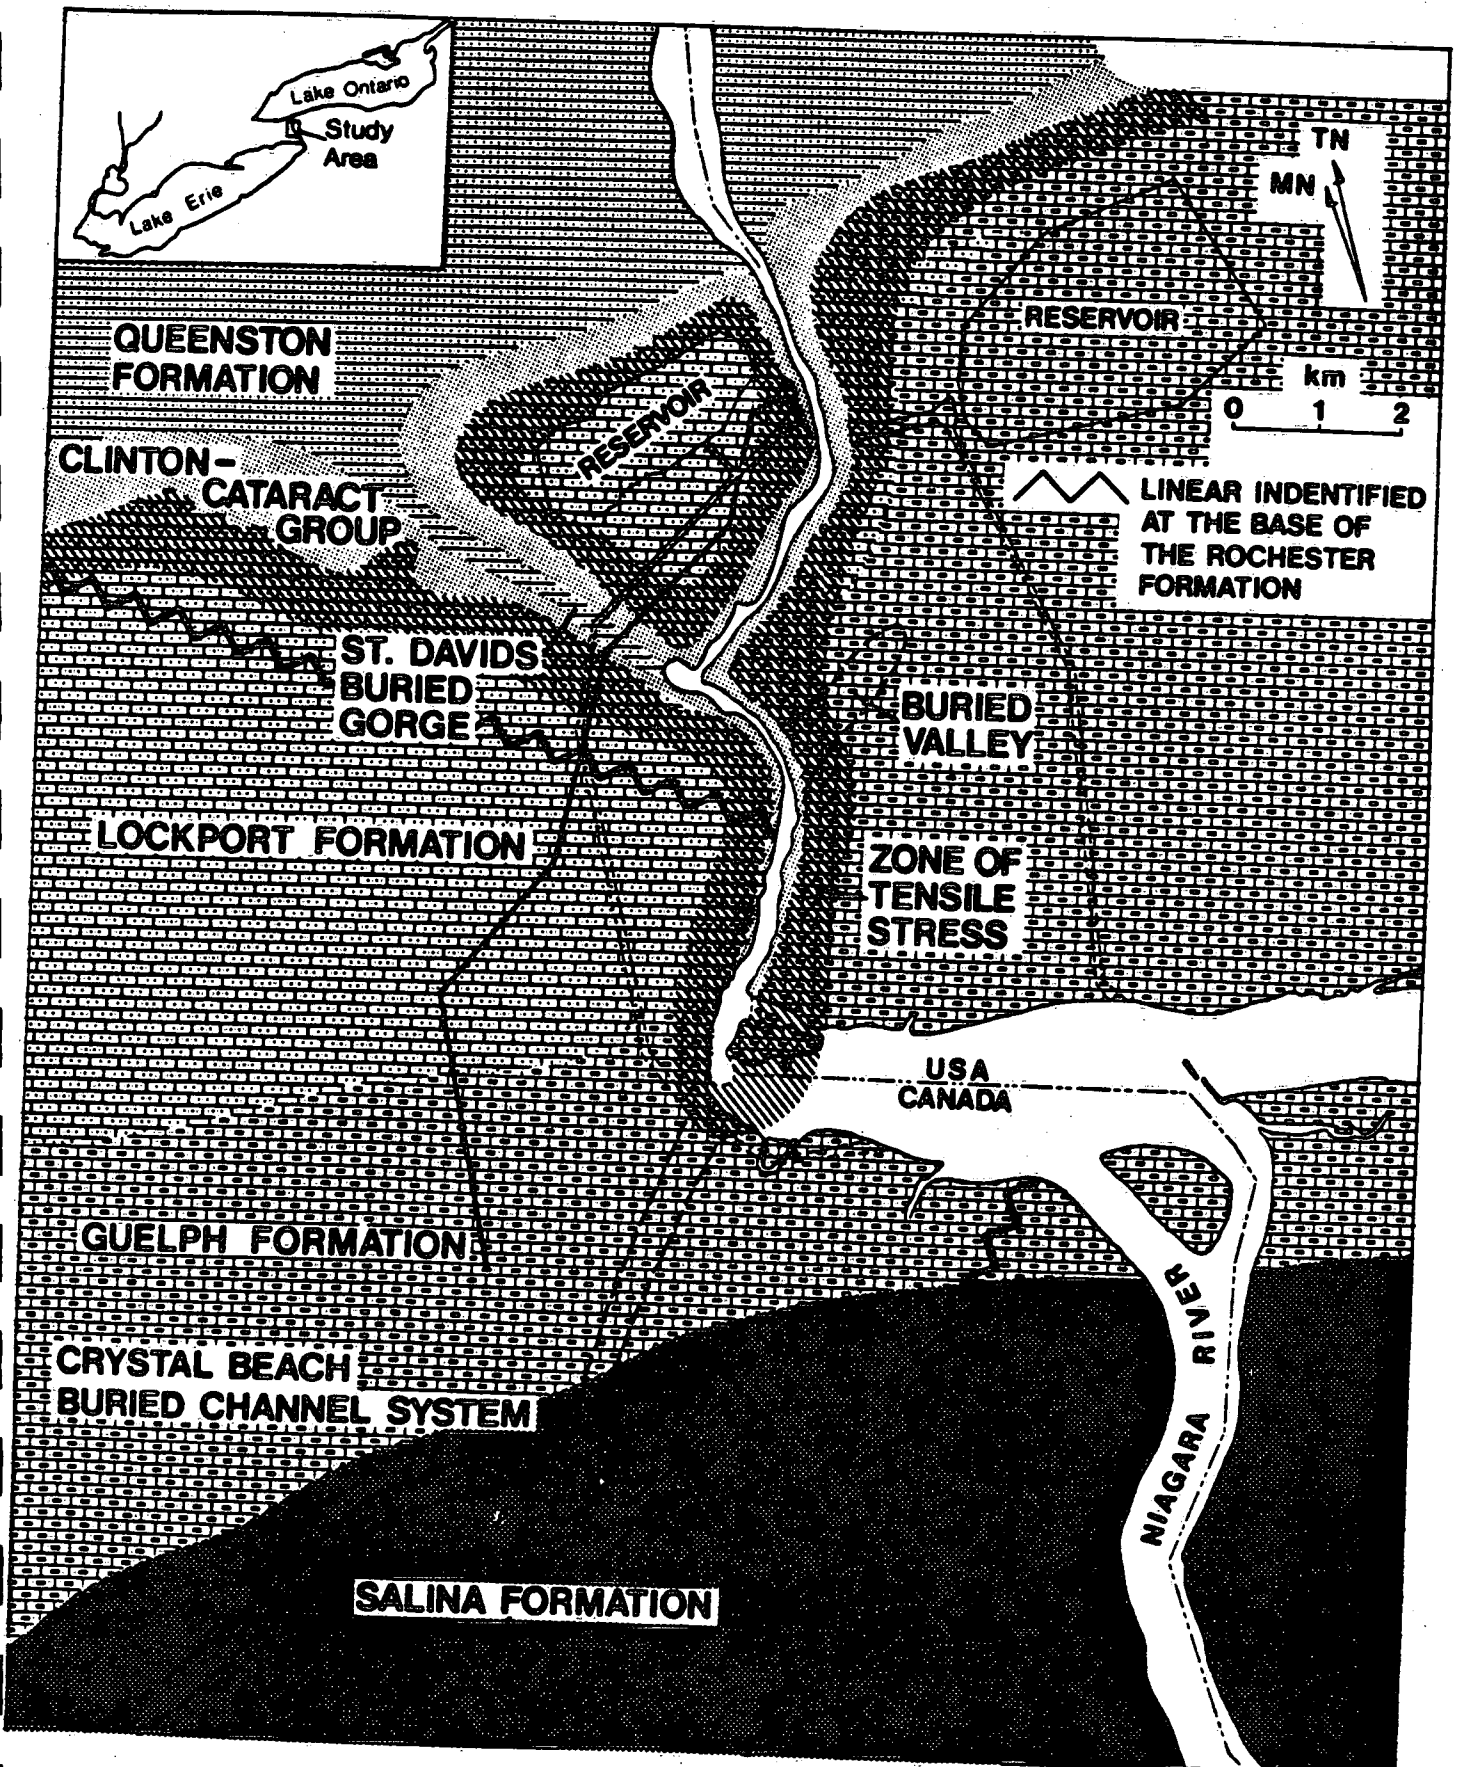 Lake Ontario
Study
Area
Lake Erie
TN
MN
QUEENSTON
FORMATION
RESERVOIR
RESERVOIR
km
0 1 2
CLINTON-
CATARACT
GROUP
LINEAR INDENTIFIED
AT THE BASE OF
THE ROCHESTER
FORMATION
ST. DAVIDS
BURIED
GORGE
BURIED
VALLEY
LOCKPORT FORMATION
ZONE OF
TENSILE
STRESS
USA
CANADA
GUELPH FORMATION
NIAGARA RIVER
CRYSTAL BEACH
BURIED CHANNEL SYSTEM
SALINA FORMATION